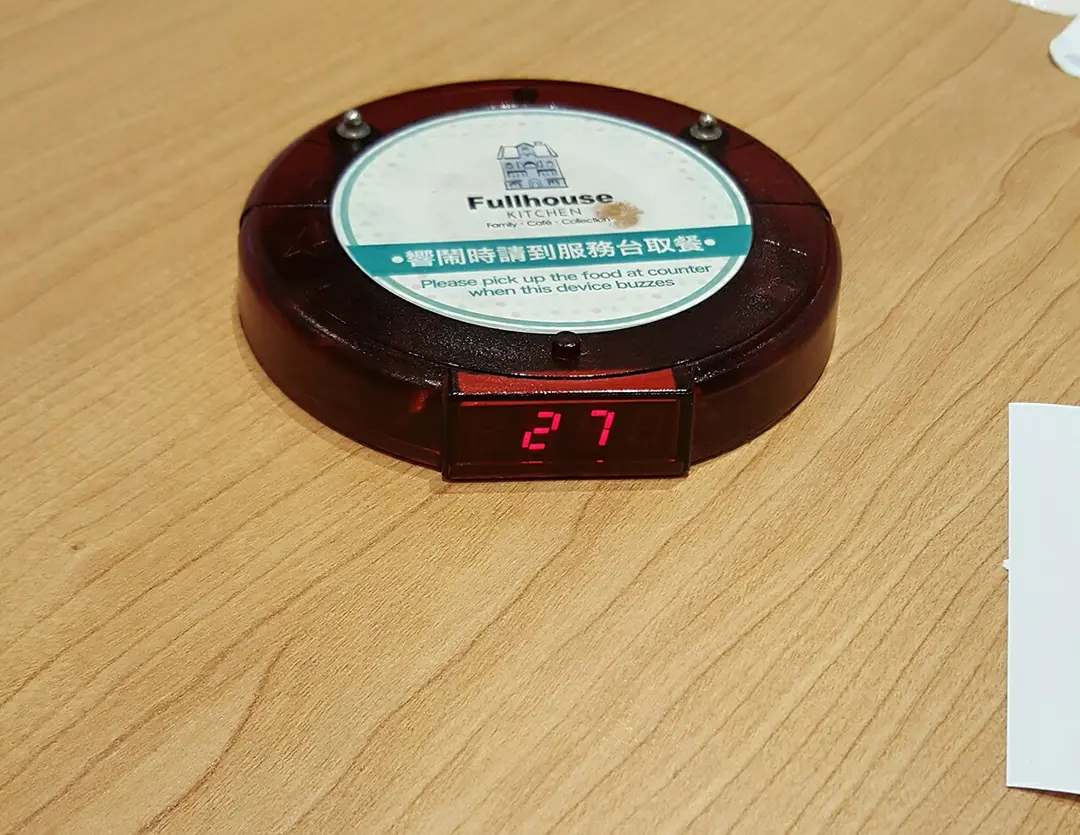 Fullhouse
KITCHEN
Family · Café · Collection
•響鬧時請到服務台取餐•
Please pick up the food at counter
when this device buzzes
27